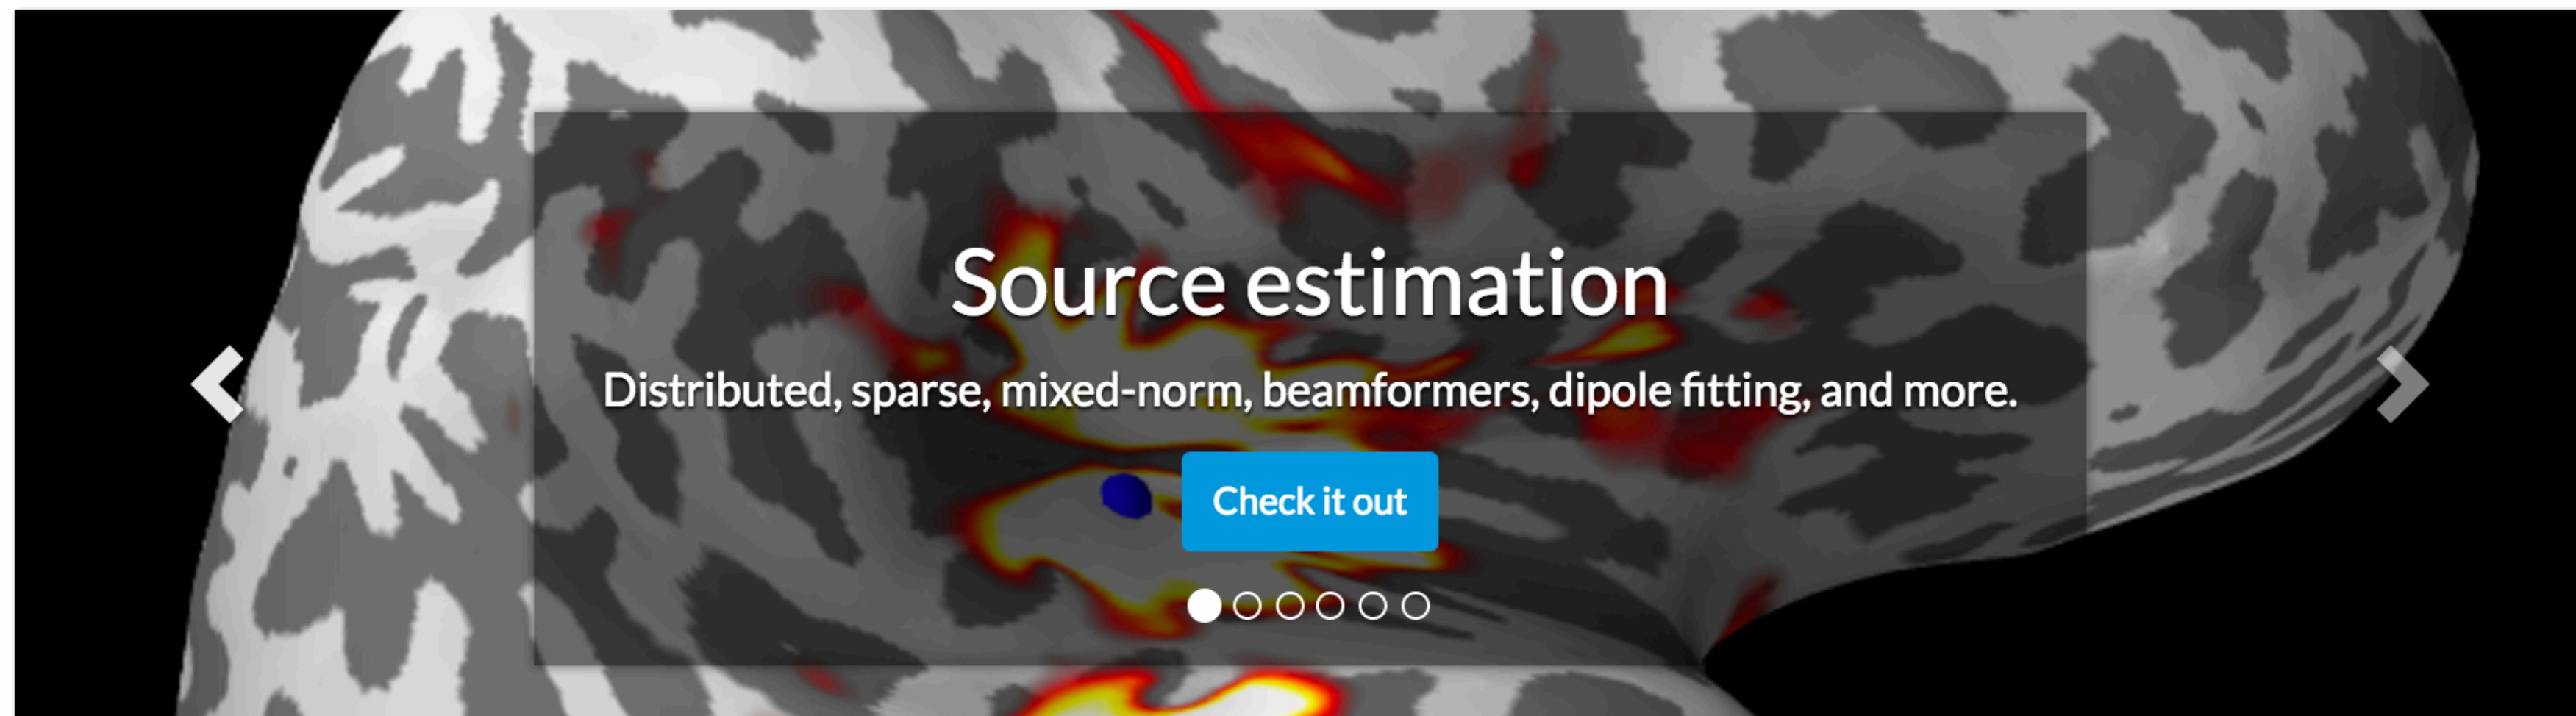 Source estimation
Distributed, sparse, mixed-norm, beamformers, dipole fitting, and more.
Check it out